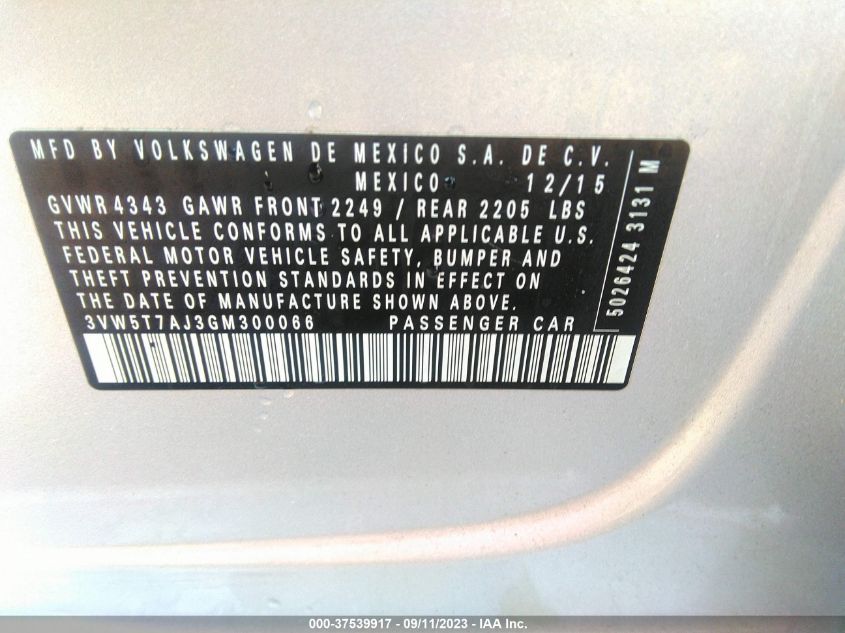 MFD BY VOLKSWAGEN DE MEXICO S.A. DE C.V.
MEXICO 12/15
GVWR 4343 GAWR FRONT 2249 / REAR 2205 LBS
THIS VEHICLE CONFORMS TO ALL APPLICABLE U.S.
FEDERAL MOTOR VEHICLE SAFETY, BUMPER AND
THEFT PREVENTION STANDARDS IN EFFECT ON
THE DATE OF MANUFACTURE SHOWN ABOVE.
3VW5T7AJ3GM300066 PASSENGER CAR
5026424 3131 M
000-37539917 - 09/11/2023 - IAA Inc.